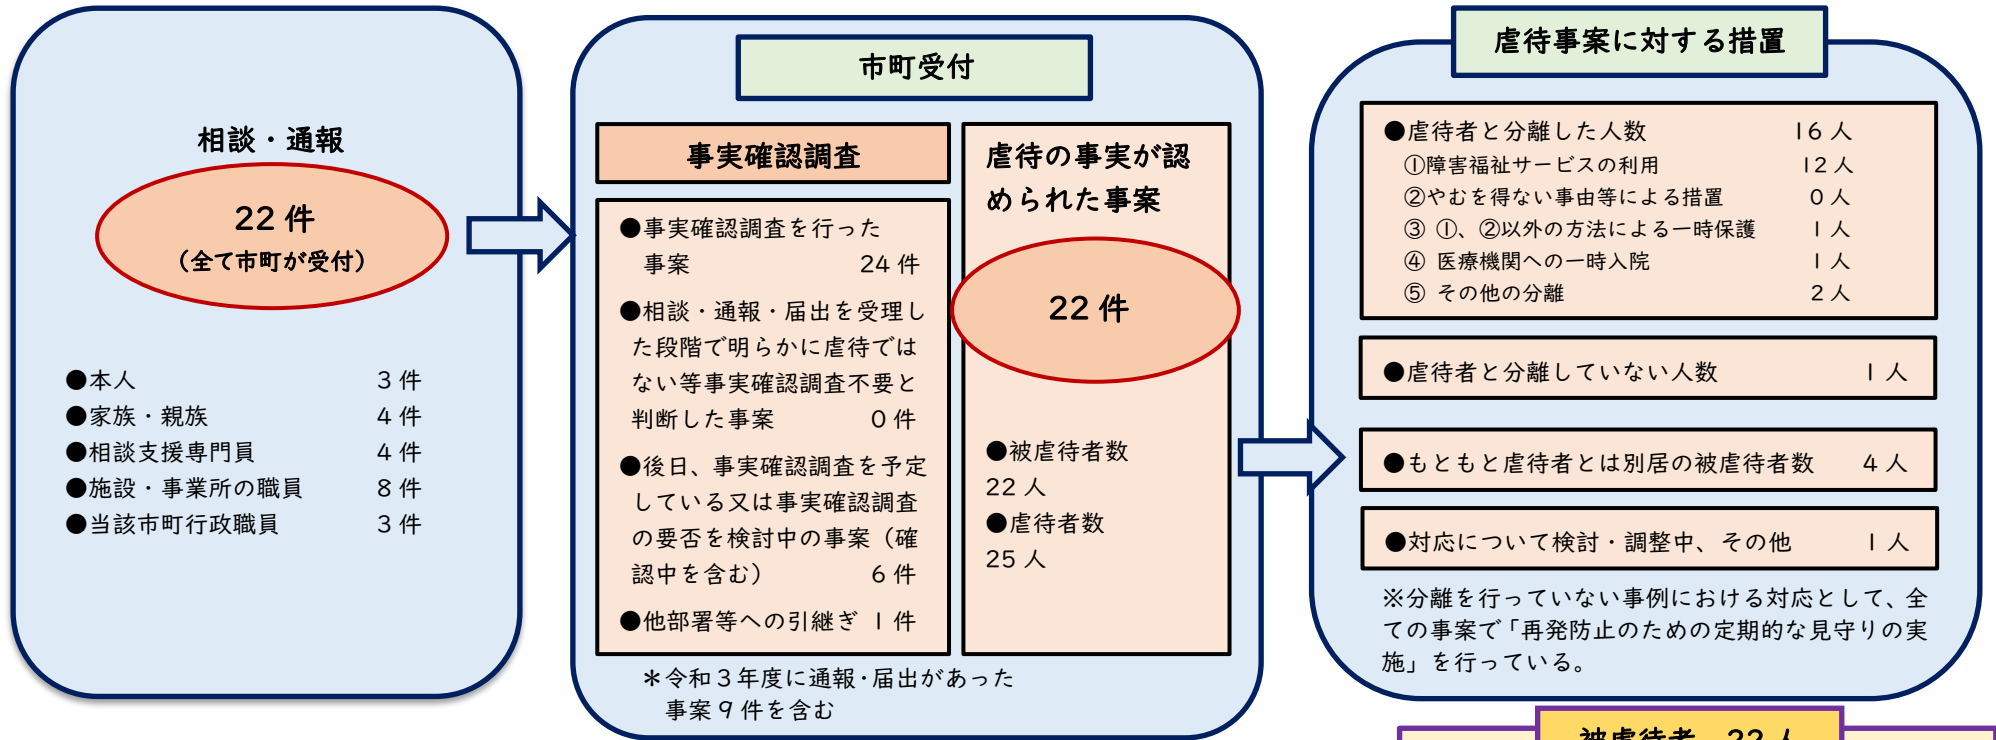 相談・通報
22 件
（全て市町が受付）
●本人 3 件
●家族・親族 4 件
●相談支援専門員 4 件
●施設・事業所の職員 8 件
●当該市町行政職員 3 件
市町受付
事実確認調査
●事実確認調査を行った
事案 24 件
●相談・通報・届出を受理し
た段階で明らかに虐待では
ない等事実確認調査不要と
判断した事案 0 件
●後日、事実確認調査を予定
している又は事実確認調査
の要否を検討中の事案（確
認中を含む） 6 件
●他部署等への引継ぎ 1 件
＊令和３年度に通報・届出があった
事案 9 件を含む
虐待の事実が認
められた事案
22 件
●被虐待者数
22 人
●虐待者数
25 人
虐待事案に対する措置
●虐待者と分離した人数 16 人
①障害福祉サービスの利用 12 人
②やむを得ない事由等による措置 0 人
③ ①、②以外の方法による一時保護 1 人
④ 医療機関への一時入院 1 人
⑤ その他の分離 2 人
●虐待者と分離していない人数 1 人
●もともと虐待者とは別居の被虐待者数 4 人
●対応について検討・調整中、その他 1 人
※分離を行っていない事例における対応として、全
ての事案で「再発防止のための定期的な見守りの実
施」を行っている。
被虐待者 22 人